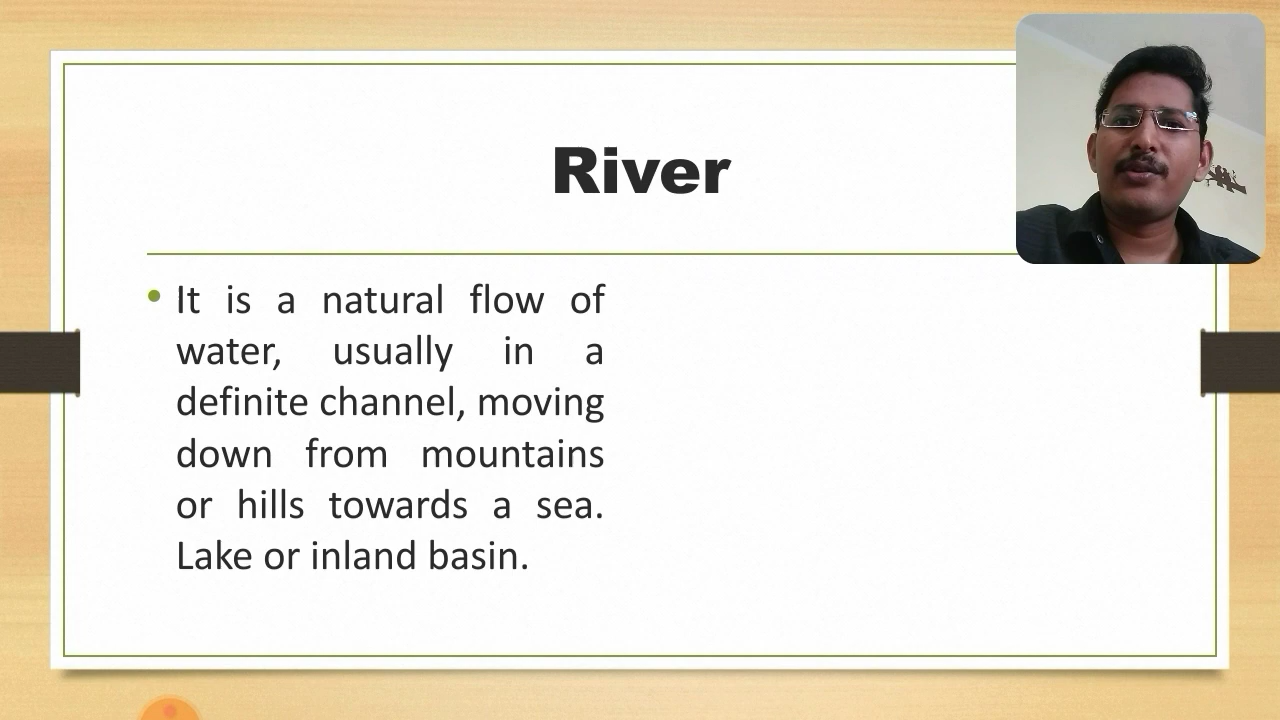 River
• It is a natural flow of
water, usually in a
definite channel, moving
down from mountains
or hills towards a sea.
Lake or inland basin.